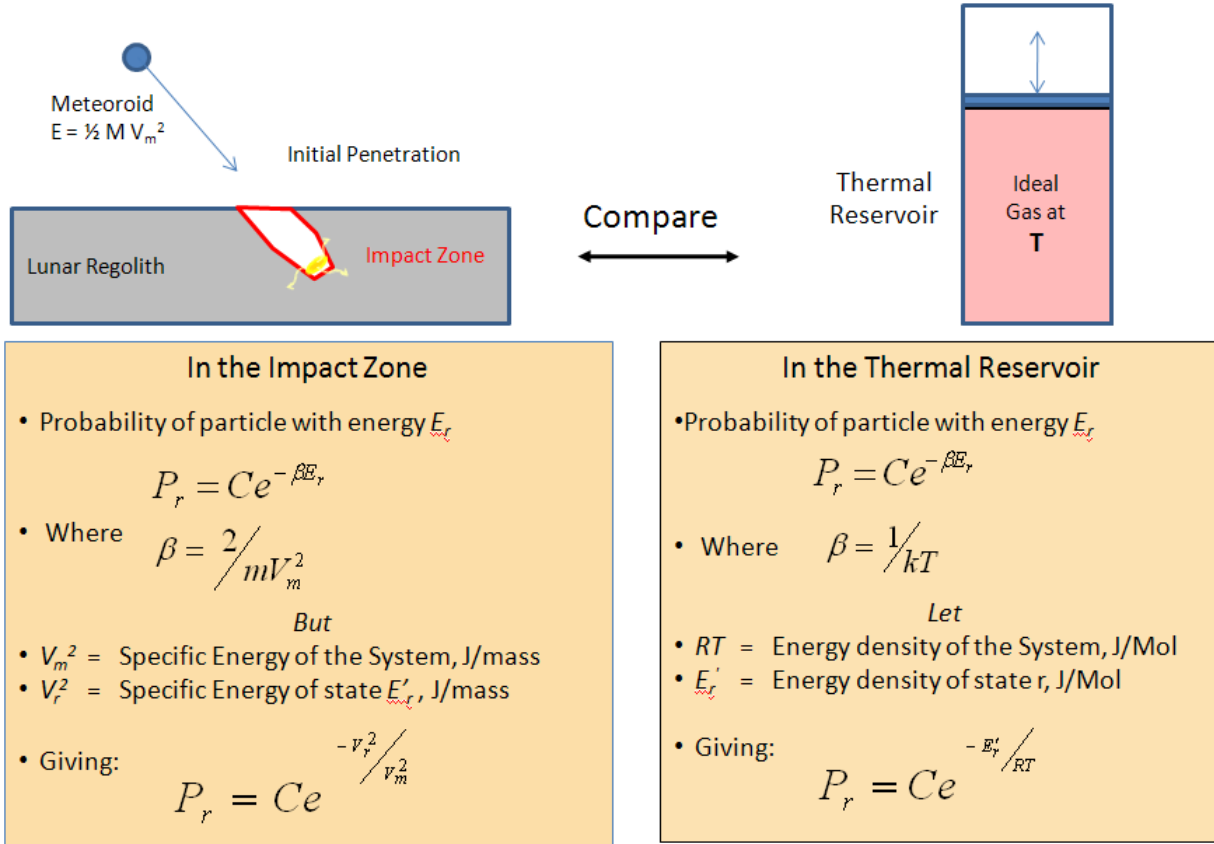 Meteoroid
E = ½ M Vₘ²
Initial Penetration
Lunar Regolith
Impact Zone
Compare
Thermal
Reservoir
Ideal
Gas at
T
In the Impact Zone
• Probability of particle with energy Eᵣ
Pᵣ = Ce^(−βEᵣ)
• Where β = 2/mVₘ²
But
• Vₘ² = Specific Energy of the System, J/mass
• Vᵣ² = Specific Energy of state E′ᵣ, J/mass
• Giving:
Pᵣ = Ce^(−Vᵣ²/Vₘ²)
In the Thermal Reservoir
•Probability of particle with energy Eᵣ
Pᵣ = Ce^(−βEᵣ)
• Where β = 1/kT
Let
• RT = Energy density of the System, J/Mol
• Eᵣ' = Energy density of state r, J/Mol
• Giving:
Pᵣ = Ce^(−E′ᵣ/RT)